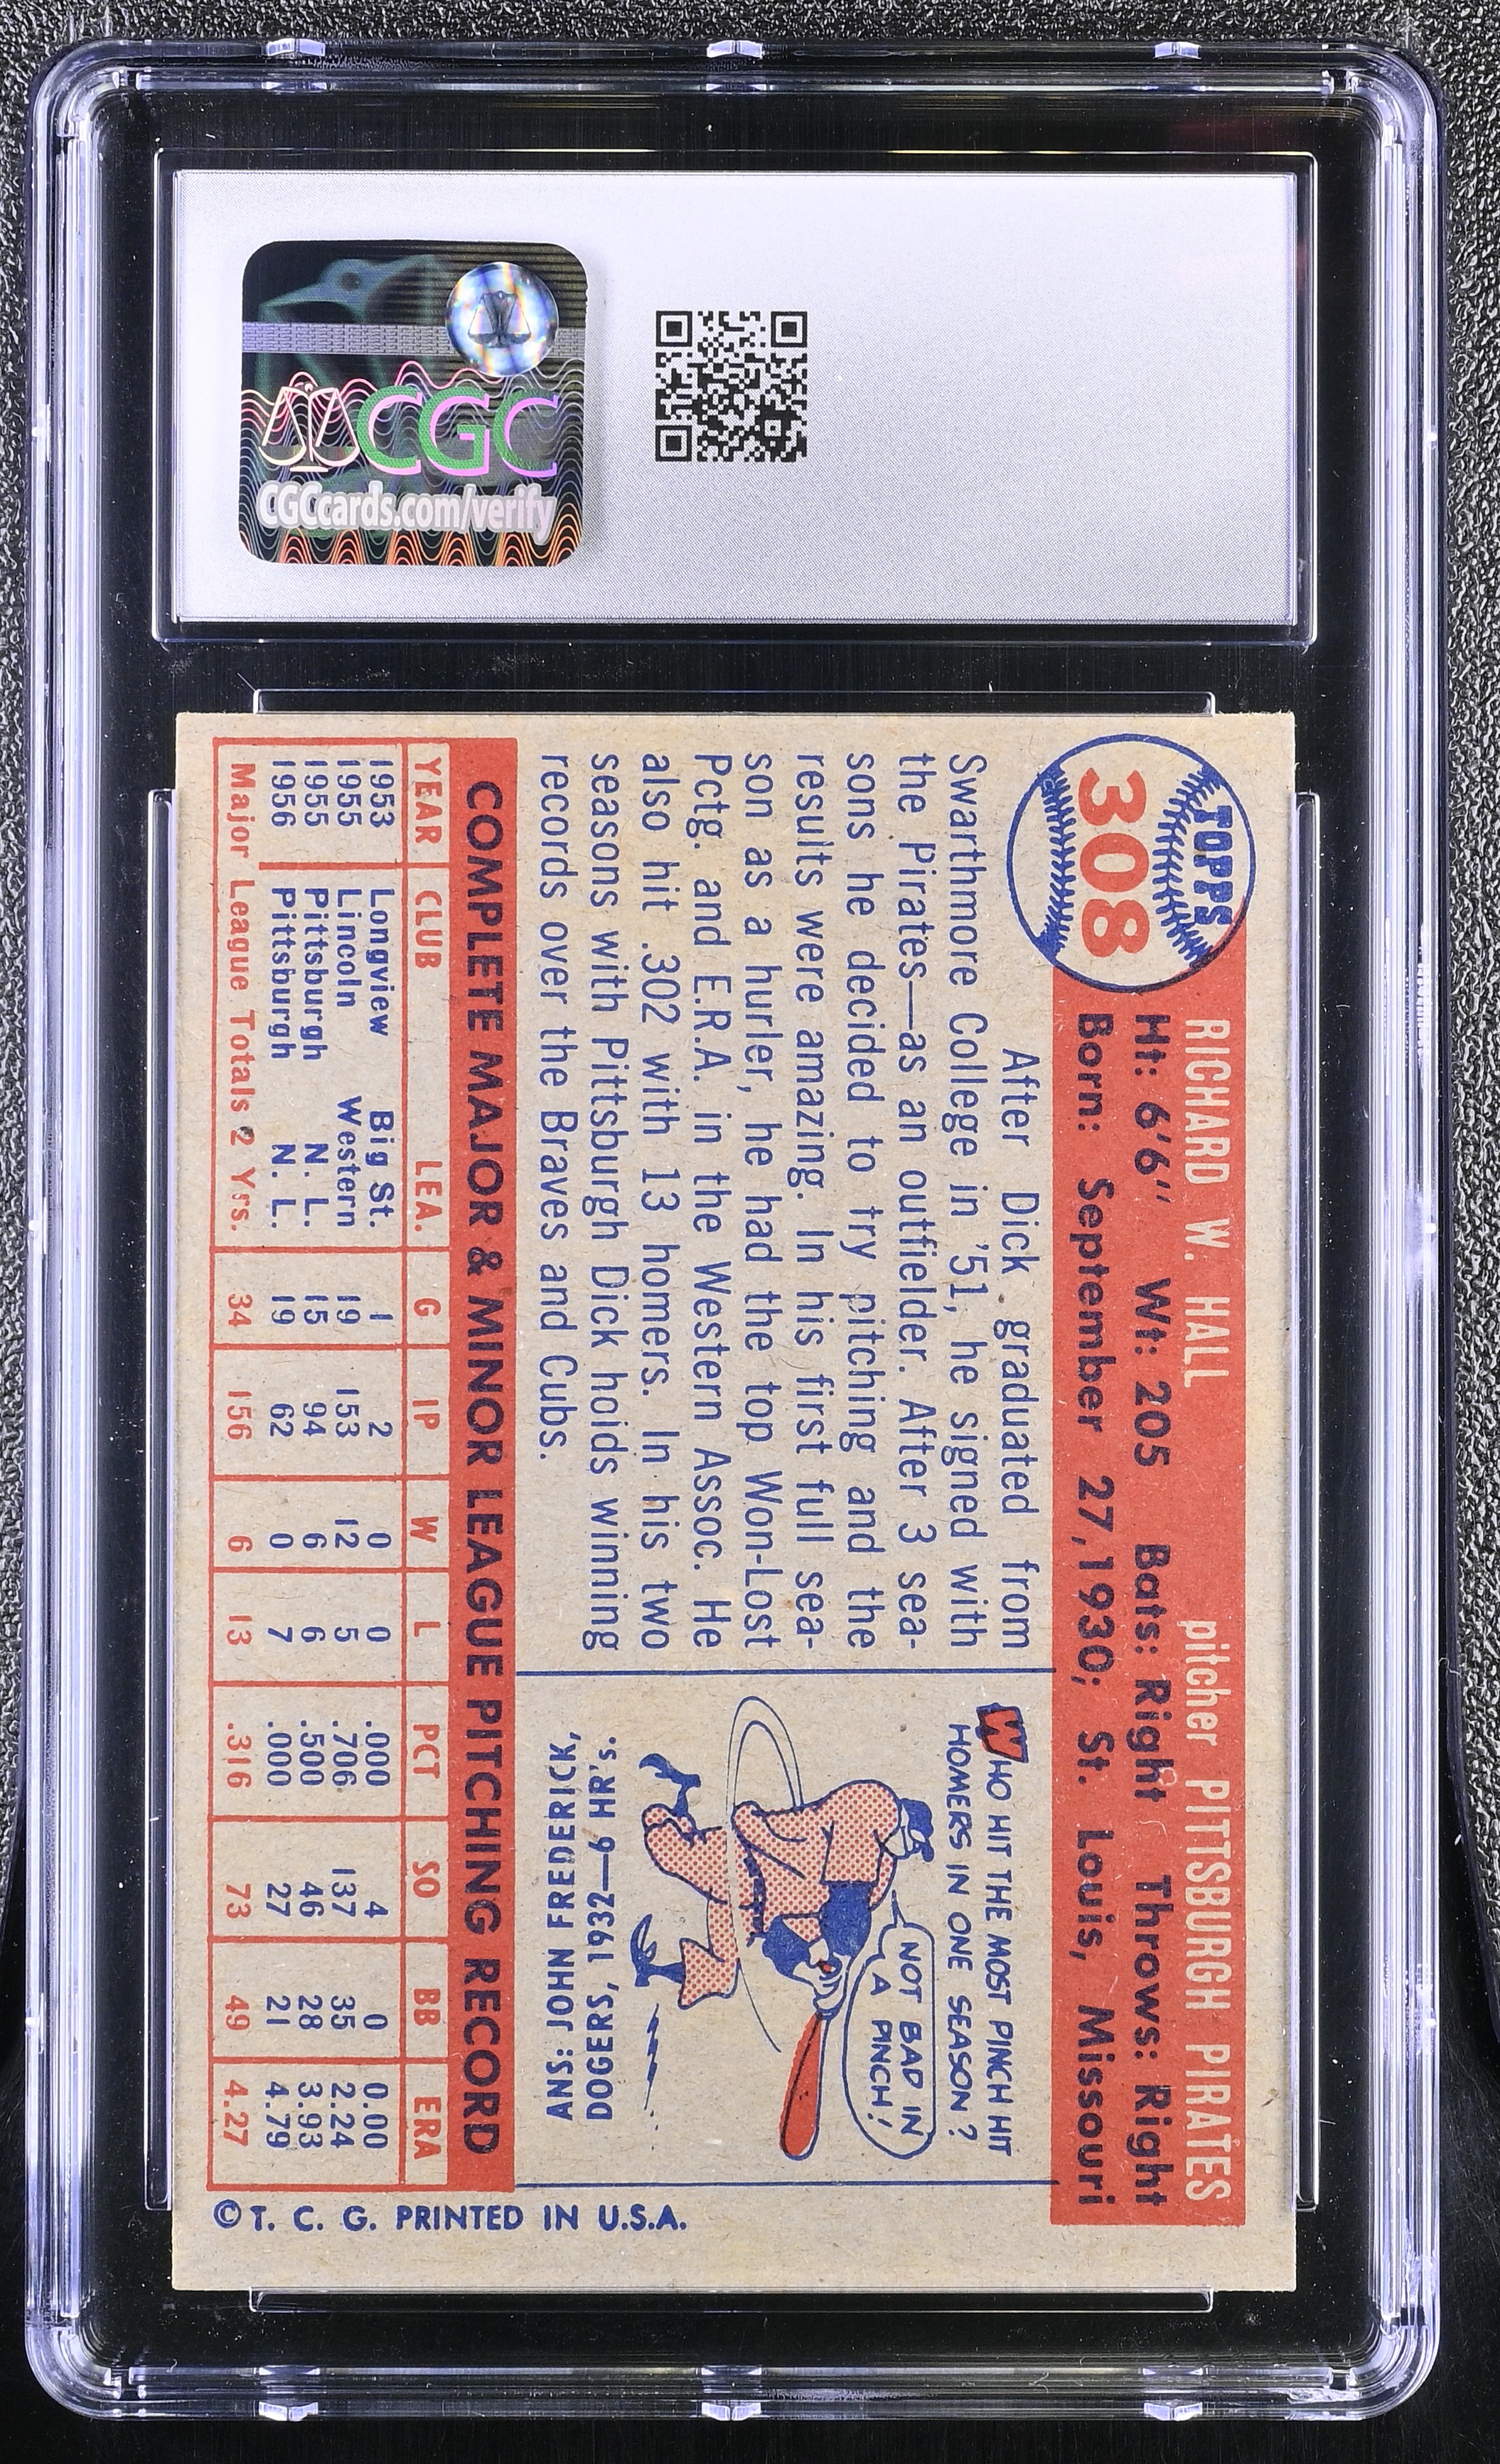 CGC
CGCcards.com/verify
TOPPS
308
RICHARD W. HALL pitcher PITTSBURGH PIRATES
Ht: 6'6" Wt: 205 Bats: Right Throws: Right
Born: September 27, 1930; St. Louis, Missouri
After Dick graduated from
Swarthmore College in '51, he signed with
the Pirates—as an outfielder. After 3 sea-
sons he decided to try pitching and the
results were amazing. In his first full sea-
son as a hurler, he had the top Won-Lost
Pctg. and E.R.A. in the Western Assoc. He
also hit .302 with 13 homers. In his two
seasons with Pittsburgh Dick holds winning
records over the Braves and Cubs.
WHO HIT THE MOST PINCH HIT
HOMERS IN ONE SEASON?
NOT BAD IN
A PINCH!
ANS: JOHN FREDERICK,
DOGERS, 1932—6 HR's.
COMPLETE MAJOR & MINOR LEAGUE PITCHING RECORD
YEAR CLUB LEA. G IP W L PCT SO BB ERA
1953 Longview Big St. 1 2 0 0 .000 4 0 0.00
1955 Lincoln Western 19 153 12 5 .706 137 35 2.24
1955 Pittsburgh N. L. 15 94 6 6 .500 46 28 3.93
1956 Pittsburgh N. L. 19 62 0 7 .000 27 21 4.79
Major League Totals 2 Yrs. 34 156 6 13 .316 73 49 4.27
©T. C. G. PRINTED IN U.S.A.